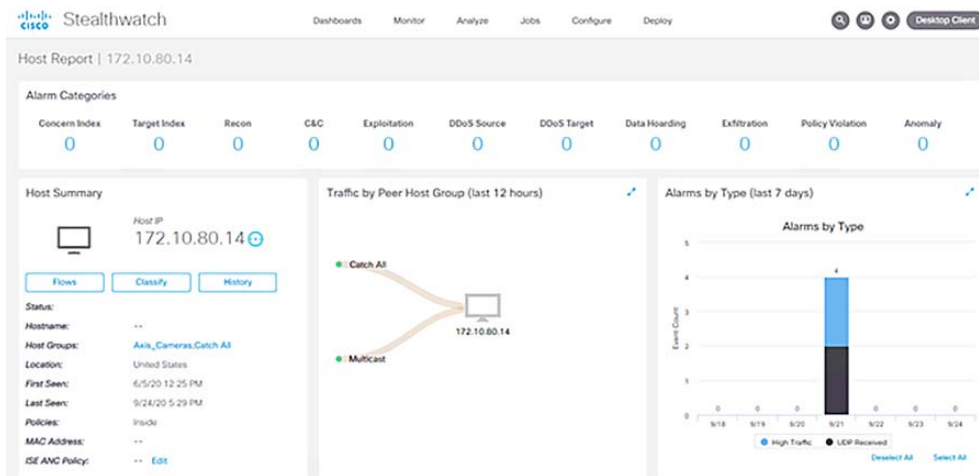 CISCO Stealthwatch Dashboards Monitor Analyze Jobs Configure Deploy Desktop Client
Host Report | 172.10.80.14
Alarm Categories
Concern Index Target Index Recon C&C Exploitation DDoS Source DDoS Target Data Hoarding Exfiltration Policy Violation Anomaly
0 0 0 0 0 0 0 0 0 0 0
Host Summary
Host IP
172.10.80.14
Flows Classify History
Status:
Hostname: --
Host Groups: Axis_Cameras,Catch All
Location: United States
First Seen: 6/5/20 12:25 PM
Last Seen: 9/24/20 5:29 PM
Policies: Inside
MAC Address: --
ISE ANC Policy: -- Edit
Traffic by Peer Host Group (last 12 hours)
Catch All
172.10.80.14
Multicast
Alarms by Type (last 7 days)
Alarms by Type
Event Count
5
4
3
2
1
0
0 0 0 4 0 0 0
9/18 9/19 9/20 9/21 9/22 9/23 9/24
High Traffic UDP Received
Deselect All Select All